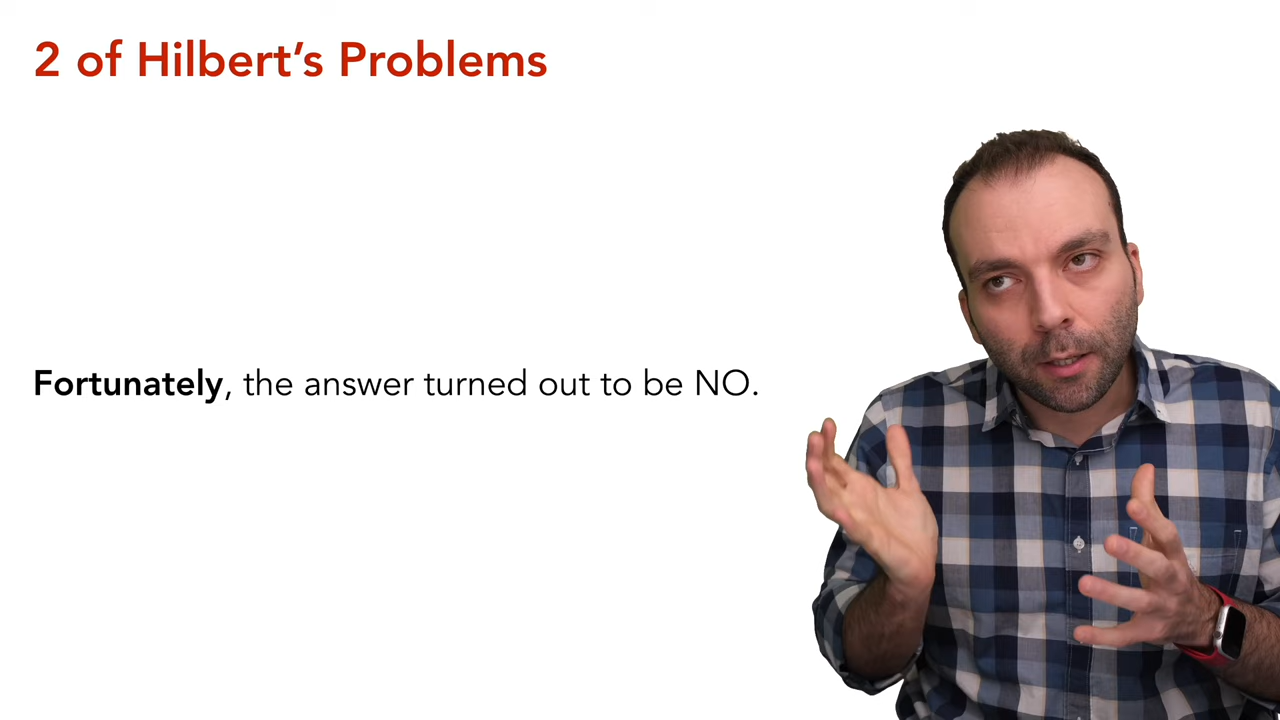 2 of Hilbert’s Problems
Fortunately, the answer turned out to be NO.